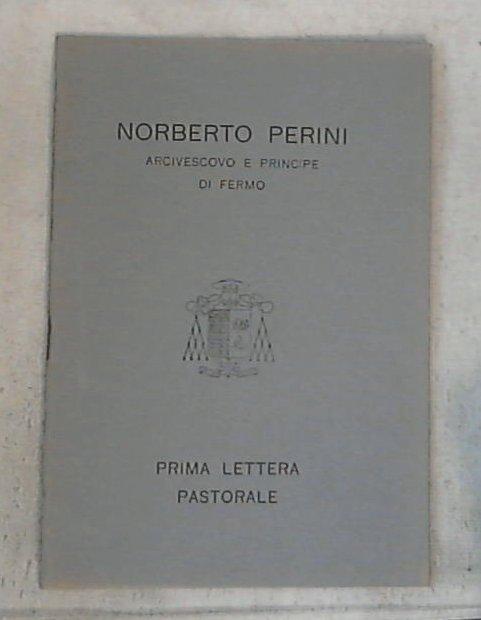 NORBERTO PERINI
ARCIVESCOVO E PRINCIPE
DI FERMO
PRIMA LETTERA
PASTORALE